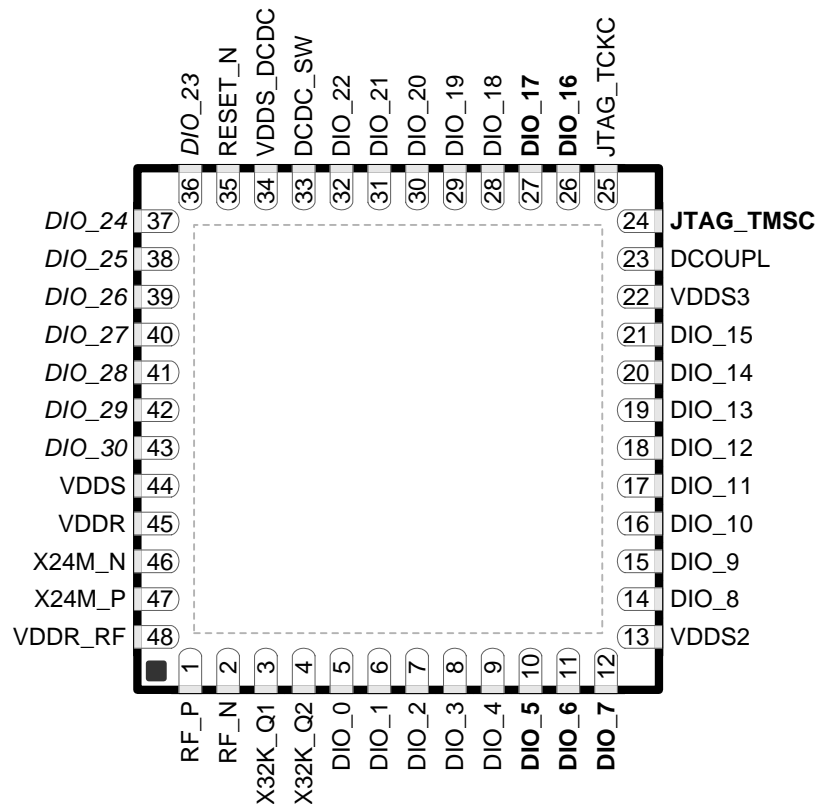 DIO_23
RESET_N
VDDS_DCDC
DCDC_SW
DIO_22
DIO_21
DIO_20
DIO_19
DIO_18
DIO_17
DIO_16
JTAG_TCKC
36
35
34
33
32
31
30
29
28
27
26
25
DIO_24 37
DIO_25 38
DIO_26 39
DIO_27 40
DIO_28 41
DIO_29 42
DIO_30 43
VDDS 44
VDDR 45
X24M_N 46
X24M_P 47
VDDR_RF 48
24 JTAG_TMSC
23 DCOUPL
22 VDDS3
21 DIO_15
20 DIO_14
19 DIO_13
18 DIO_12
17 DIO_11
16 DIO_10
15 DIO_9
14 DIO_8
13 VDDS2
1
2
3
4
5
6
7
8
9
10
11
12
RF_P
RF_N
X32K_Q1
X32K_Q2
DIO_0
DIO_1
DIO_2
DIO_3
DIO_4
DIO_5
DIO_6
DIO_7